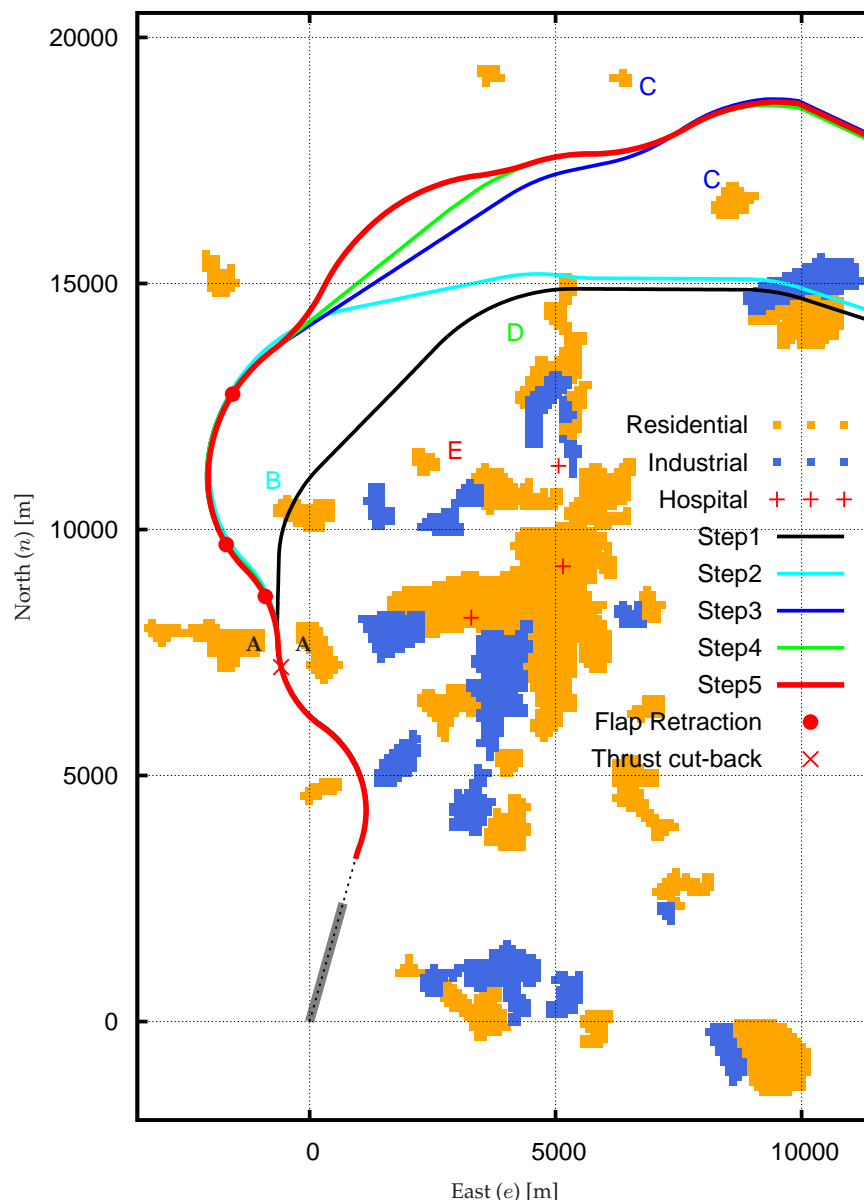 20000
C
C
15000
D
Residential
E
Industrial
B
Hospital
10000
Step1
Step2
North (n) [m]
Step3
A A
Step4
Step5
Flap Retraction
5000
Thrust cut-back
0
0 5000 10000
East (e) [m]